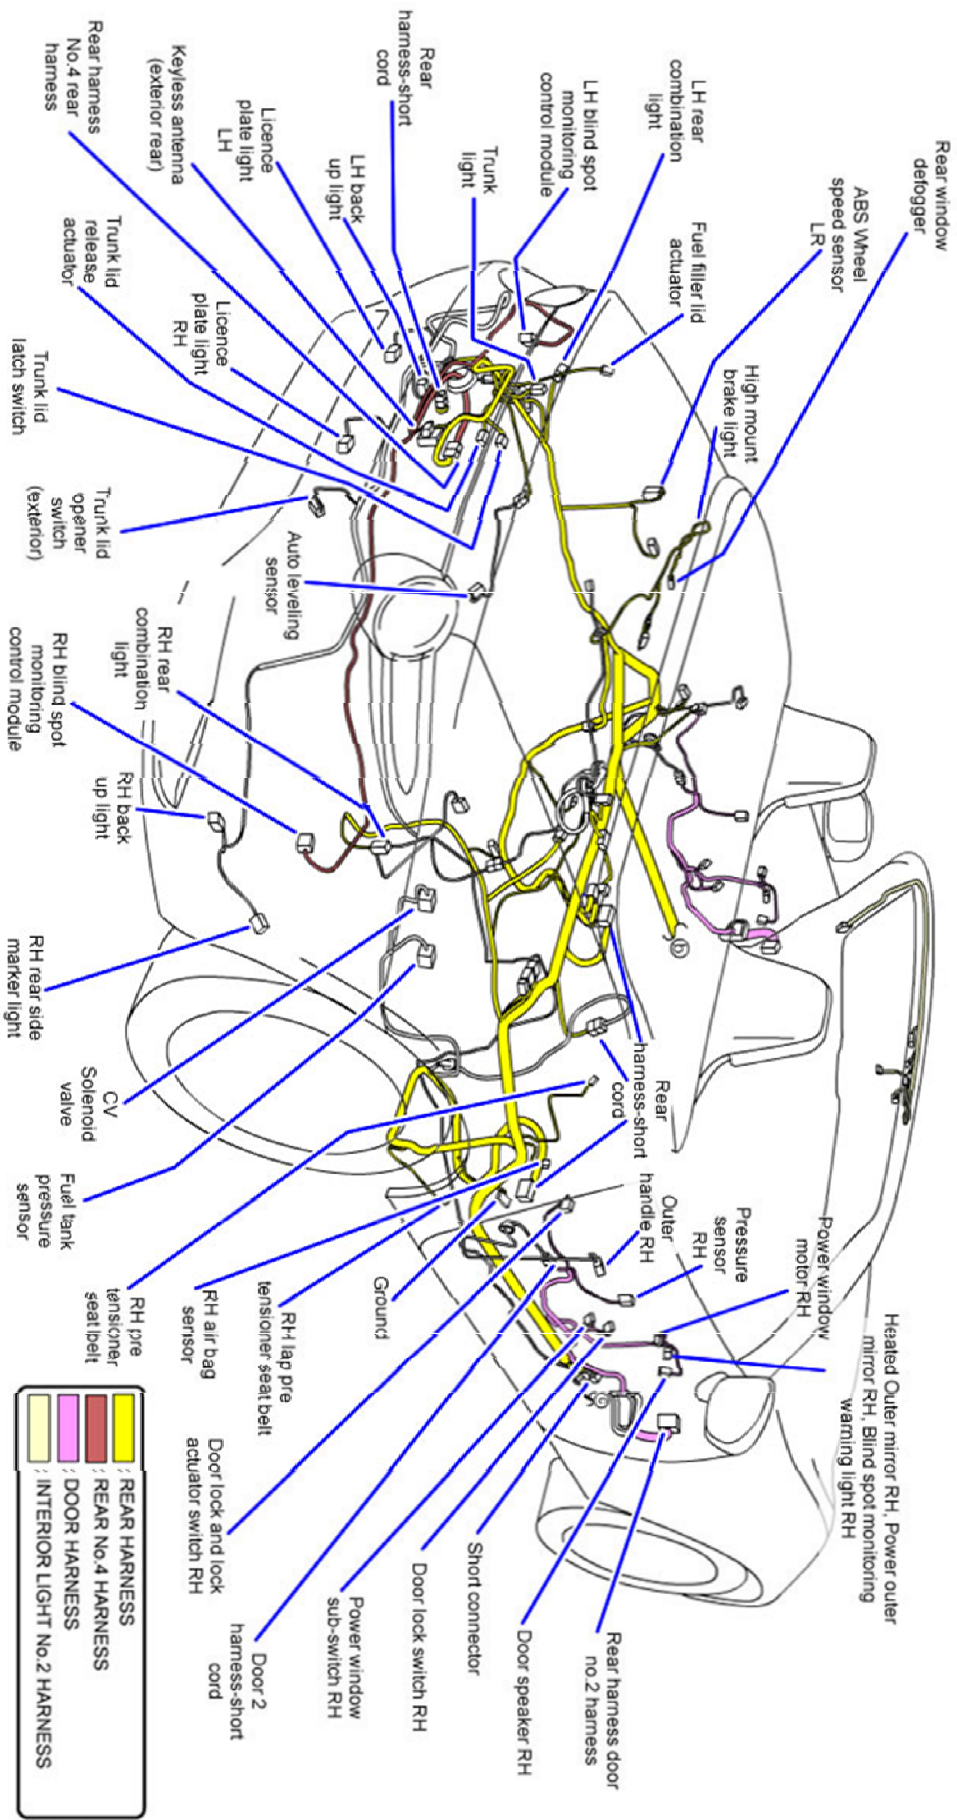 Rear window
defogger
ABS Wheel
speed sensor
LR
LH rear
combination
light
LH blind spot
monitoring
control module
Rear
harness-short
cord
Rear harness
No.4 rear
harness
Keyless antenna
(exterior rear)
Licence
plate light
LH
LH back
up light
Trunk
light
Fuel filler lid
actuator
High mount
brake light
Trunk lid
release
actuator
Licence
plate light
RH
Trunk lid
latch switch
Trunk lid
opener
switch
(exterior)
Auto leveling
sensor
RH rear
combination
light
RH blind spot
monitoring
control module
RH back
up light
RH rear side
marker light
CV
Solenoid
valve
Fuel tank
pressure
sensor
b
Rear
harness-short
cord
Outer
handle RH
Pressure
sensor
RH
Power window
motor RH
Heated Outer mirror RH, Power outer
mirror RH, Blind spot monitoring
warning light RH
RH pre
tensioner
seat belt
RH air bag
sensor
RH lap pre
tensioner seat belt
Ground
Door lock and lock
actuator switch RH
Door 2
harness-short
cord
Power window
sub-switch RH
Door lock switch RH
Short connector
Door speaker RH
Rear harness door
no.2 harness
; REAR HARNESS
; REAR No.4 HARNESS
; DOOR HARNESS
; INTERIOR LIGHT No.2 HARNESS